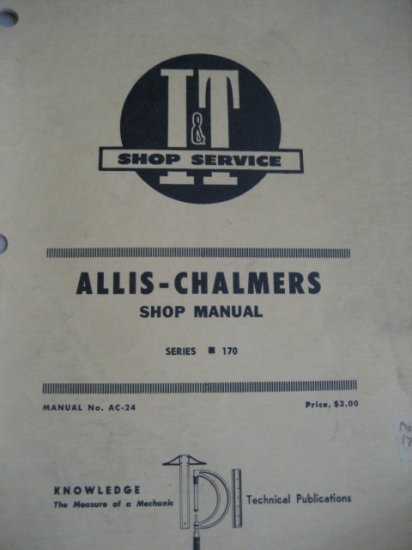 I&T
SHOP SERVICE
ALLIS-CHALMERS
SHOP MANUAL
SERIES ■ 170
MANUAL No. AC-24 Price, $3.00
KNOWLEDGE
The Measure of a Mechanic
Technical Publications